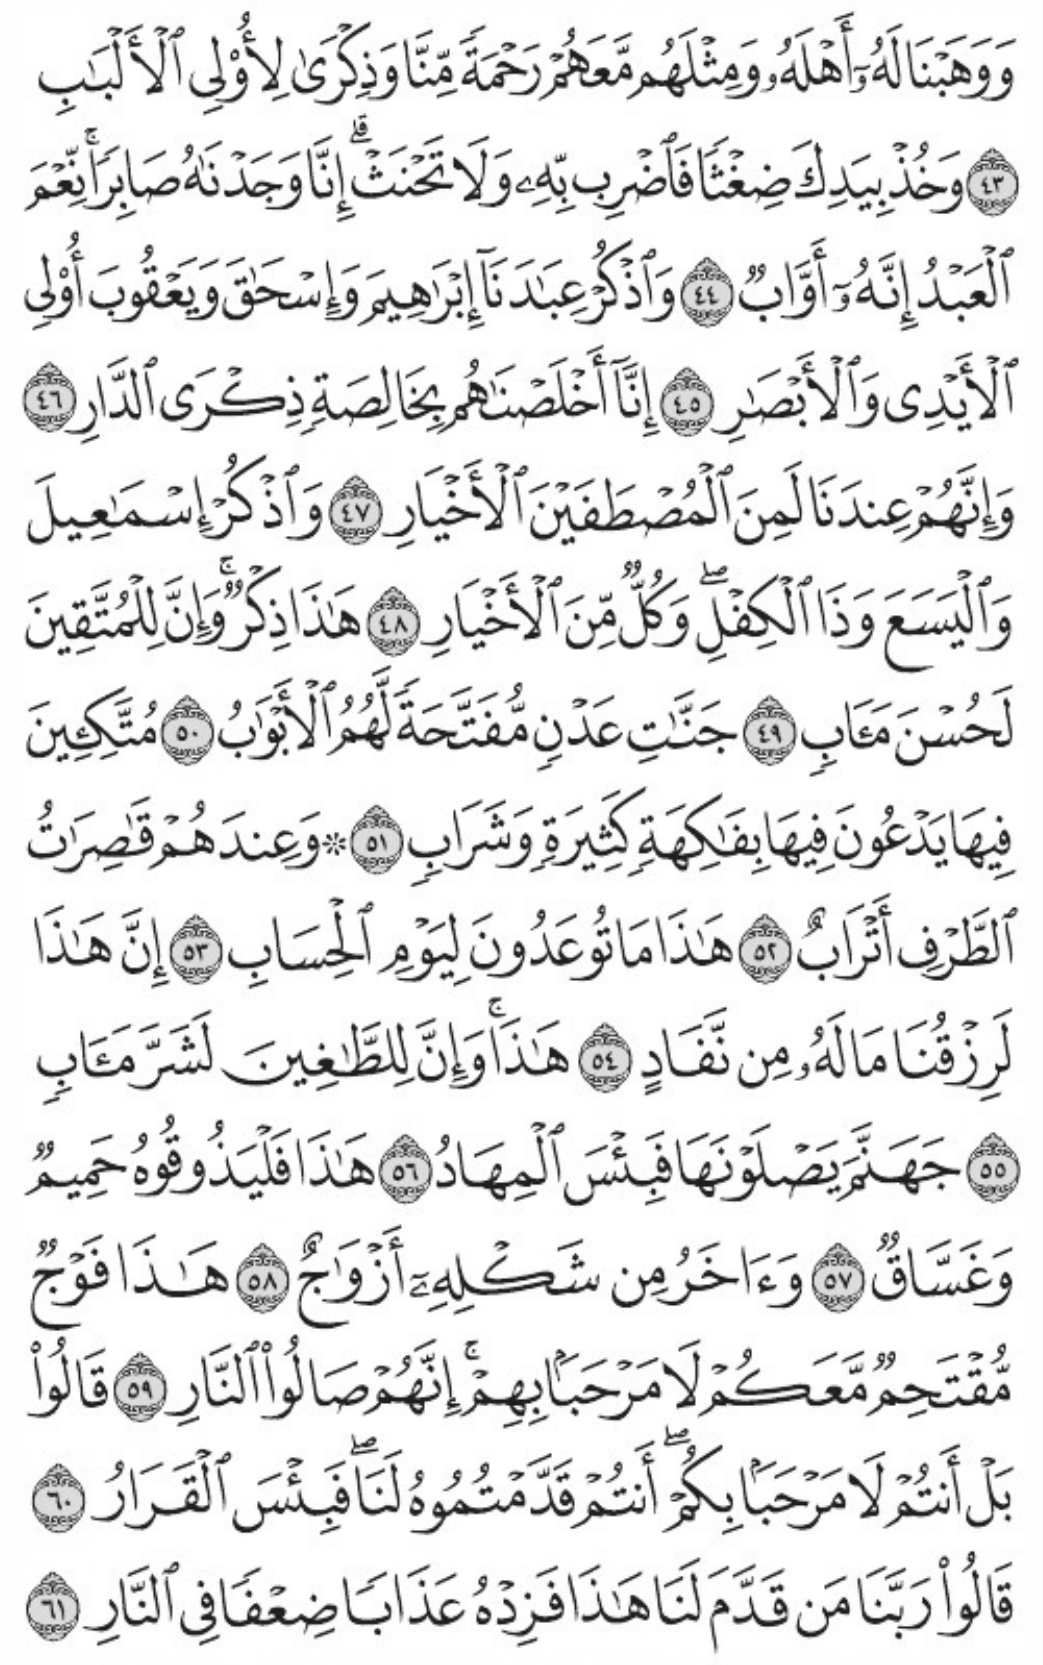 وَوَهَبْنَا لَهُۥٓ أَهْلَهُۥ وَمِثْلَهُم مَّعَهُمْ رَحْمَةً مِّنَّا وَذِكْرَىٰ لِأُوْلِى ٱلْأَلْبَٰبِ
٤٣ وَخُذْ بِيَدِكَ ضِغْثًا فَٱضْرِب بِّهِۦ وَلَا تَحْنَثْ ۗ إِنَّا وَجَدْنَٰهُ صَابِرًا ۚ نِّعْمَ
ٱلْعَبْدُ إِنَّهُۥٓ أَوَّابٌ ٤٤ وَٱذْكُرْ عِبَٰدَنَآ إِبْرَٰهِيمَ وَإِسْحَٰقَ وَيَعْقُوبَ أُوْلِى
ٱلْأَيْدِى وَٱلْأَبْصَٰرِ ٤٥ إِنَّآ أَخْلَصْنَٰهُم بِخَالِصَةٍ ذِكْرَى ٱلدَّارِ ٤٦
وَإِنَّهُمْ عِندَنَا لَمِنَ ٱلْمُصْطَفَيْنَ ٱلْأَخْيَارِ ٤٧ وَٱذْكُرْ إِسْمَٰعِيلَ
وَٱلْيَسَعَ وَذَا ٱلْكِفْلِ ۖ وَكُلٌّ مِّنَ ٱلْأَخْيَارِ ٤٨ هَٰذَا ذِكْرٌ ۚ وَإِنَّ لِلْمُتَّقِينَ
لَحُسْنَ مَـَٔابٍ ٤٩ جَنَّٰتِ عَدْنٍ مُّفَتَّحَةً لَّهُمُ ٱلْأَبْوَٰبُ ٥٠ مُتَّكِـِٔينَ
فِيهَا يَدْعُونَ فِيهَا بِفَٰكِهَةٍ كَثِيرَةٍ وَشَرَابٍ ٥١ * وَعِندَهُمْ قَٰصِرَٰتُ
ٱلطَّرْفِ أَتْرَابٌ ٥٢ هَٰذَا مَا تُوعَدُونَ لِيَوْمِ ٱلْحِسَابِ ٥٣ إِنَّ هَٰذَا
لَرِزْقُنَا مَا لَهُۥ مِن نَّفَادٍ ٥٤ هَٰذَا ۚ وَإِنَّ لِلطَّٰغِينَ لَشَرَّ مَـَٔابٍ
٥٥ جَهَنَّمَ يَصْلَوْنَهَا فَبِئْسَ ٱلْمِهَادُ ٥٦ هَٰذَا فَلْيَذُوقُوهُ حَمِيمٌ
وَغَسَّاقٌ ٥٧ وَءَاخَرُ مِن شَكْلِهِۦٓ أَزْوَٰجٌ ٥٨ هَٰذَا فَوْجٌ
مُّقْتَحِمٌ مَّعَكُمْ لَا مَرْحَبًۢا بِهِمْ ۚ إِنَّهُمْ صَالُواْ ٱلنَّارِ ٥٩ قَالُواْ
بَلْ أَنتُمْ لَا مَرْحَبًۢا بِكُمْ ۖ أَنتُمْ قَدَّمْتُمُوهُ لَنَا ۖ فَبِئْسَ ٱلْقَرَارُ ٦٠
قَالُواْ رَبَّنَا مَن قَدَّمَ لَنَا هَٰذَا فَزِدْهُ عَذَابًا ضِعْفًا فِى ٱلنَّارِ ٦١